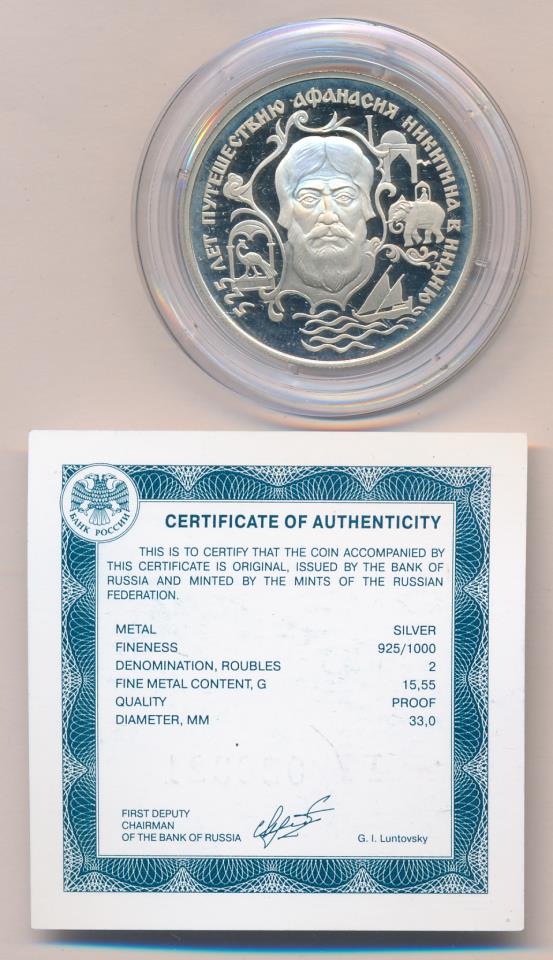 525 ЛЕТ ПУТЕШЕСТВИЮ АФАНАСИЯ НИКИТИНА В ИНДИЮ
БАНК РОССИИ
CERTIFICATE OF AUTHENTICITY
THIS IS TO CERTIFY THAT THE COIN ACCOMPANIED BY
THIS CERTIFICATE IS ORIGINAL, ISSUED BY THE BANK OF
RUSSIA AND MINTED BY THE MINTS OF THE RUSSIAN
FEDERATION.
METAL SILVER
FINENESS 925/1000
DENOMINATION, ROUBLES 2
FINE METAL CONTENT, G 15,55
QUALITY PROOF
DIAMETER, MM 33,0
FIRST DEPUTY
CHAIRMAN
OF THE BANK OF RUSSIA G. I. Luntovsky